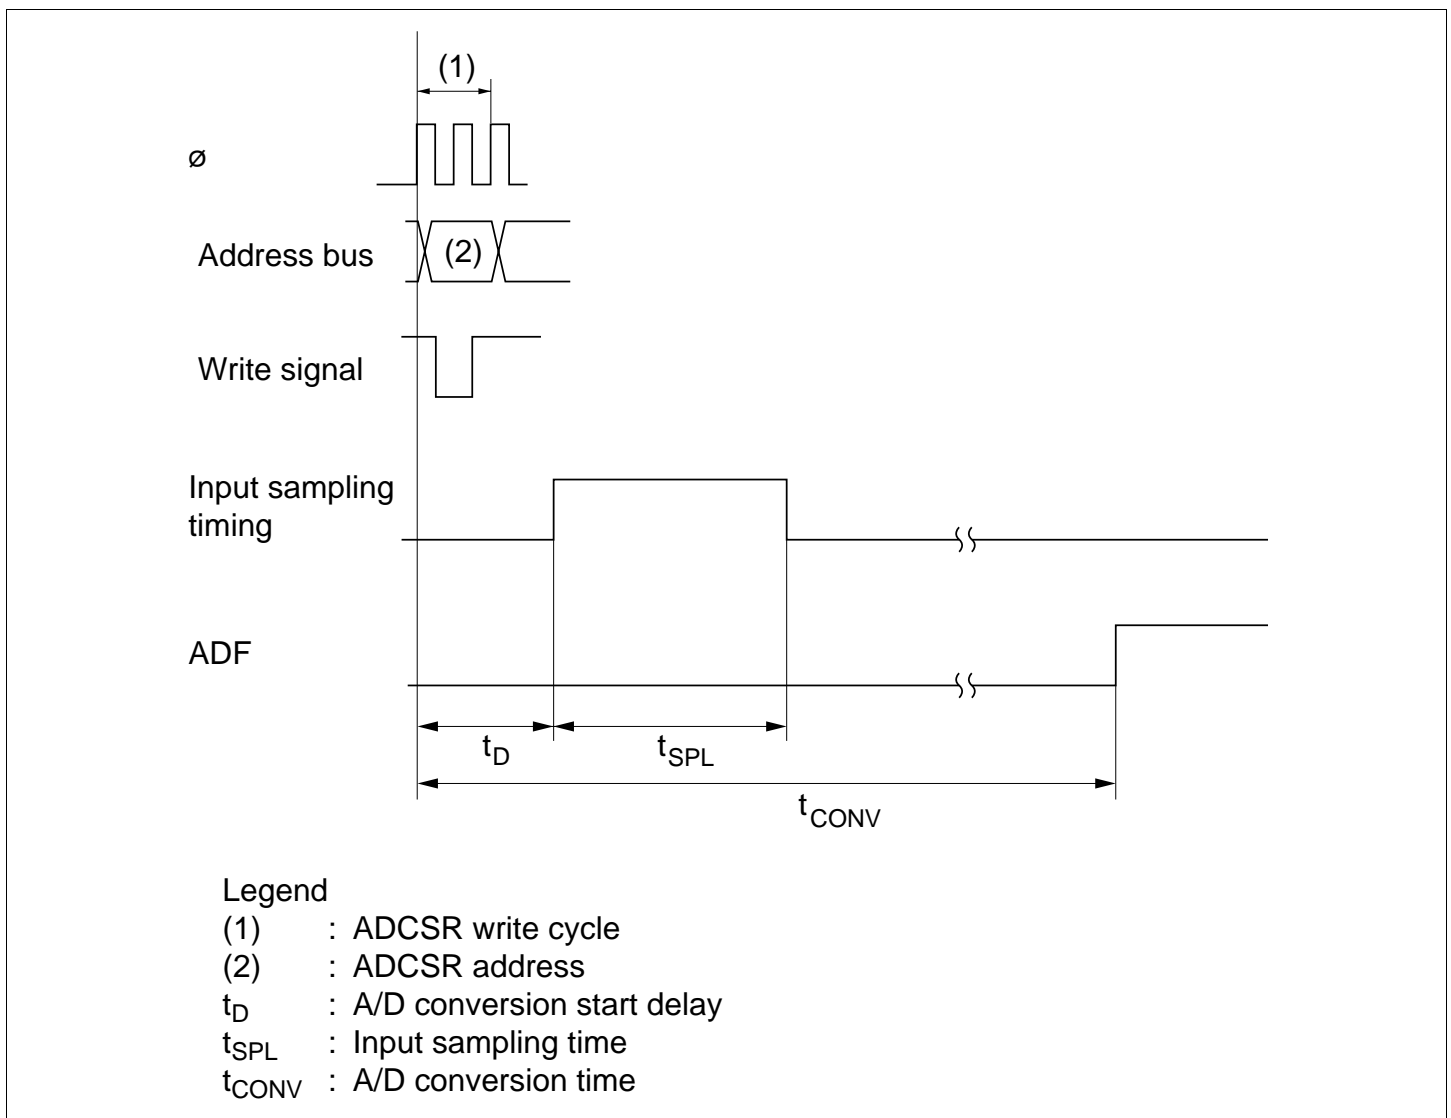 (1)
ø
Address bus
(2)
Write signal
Input sampling
timing
ADF
tD
tSPL
tCONV
Legend
(1) : ADCSR write cycle
(2) : ADCSR address
tD : A/D conversion start delay
tSPL : Input sampling time
tCONV : A/D conversion time